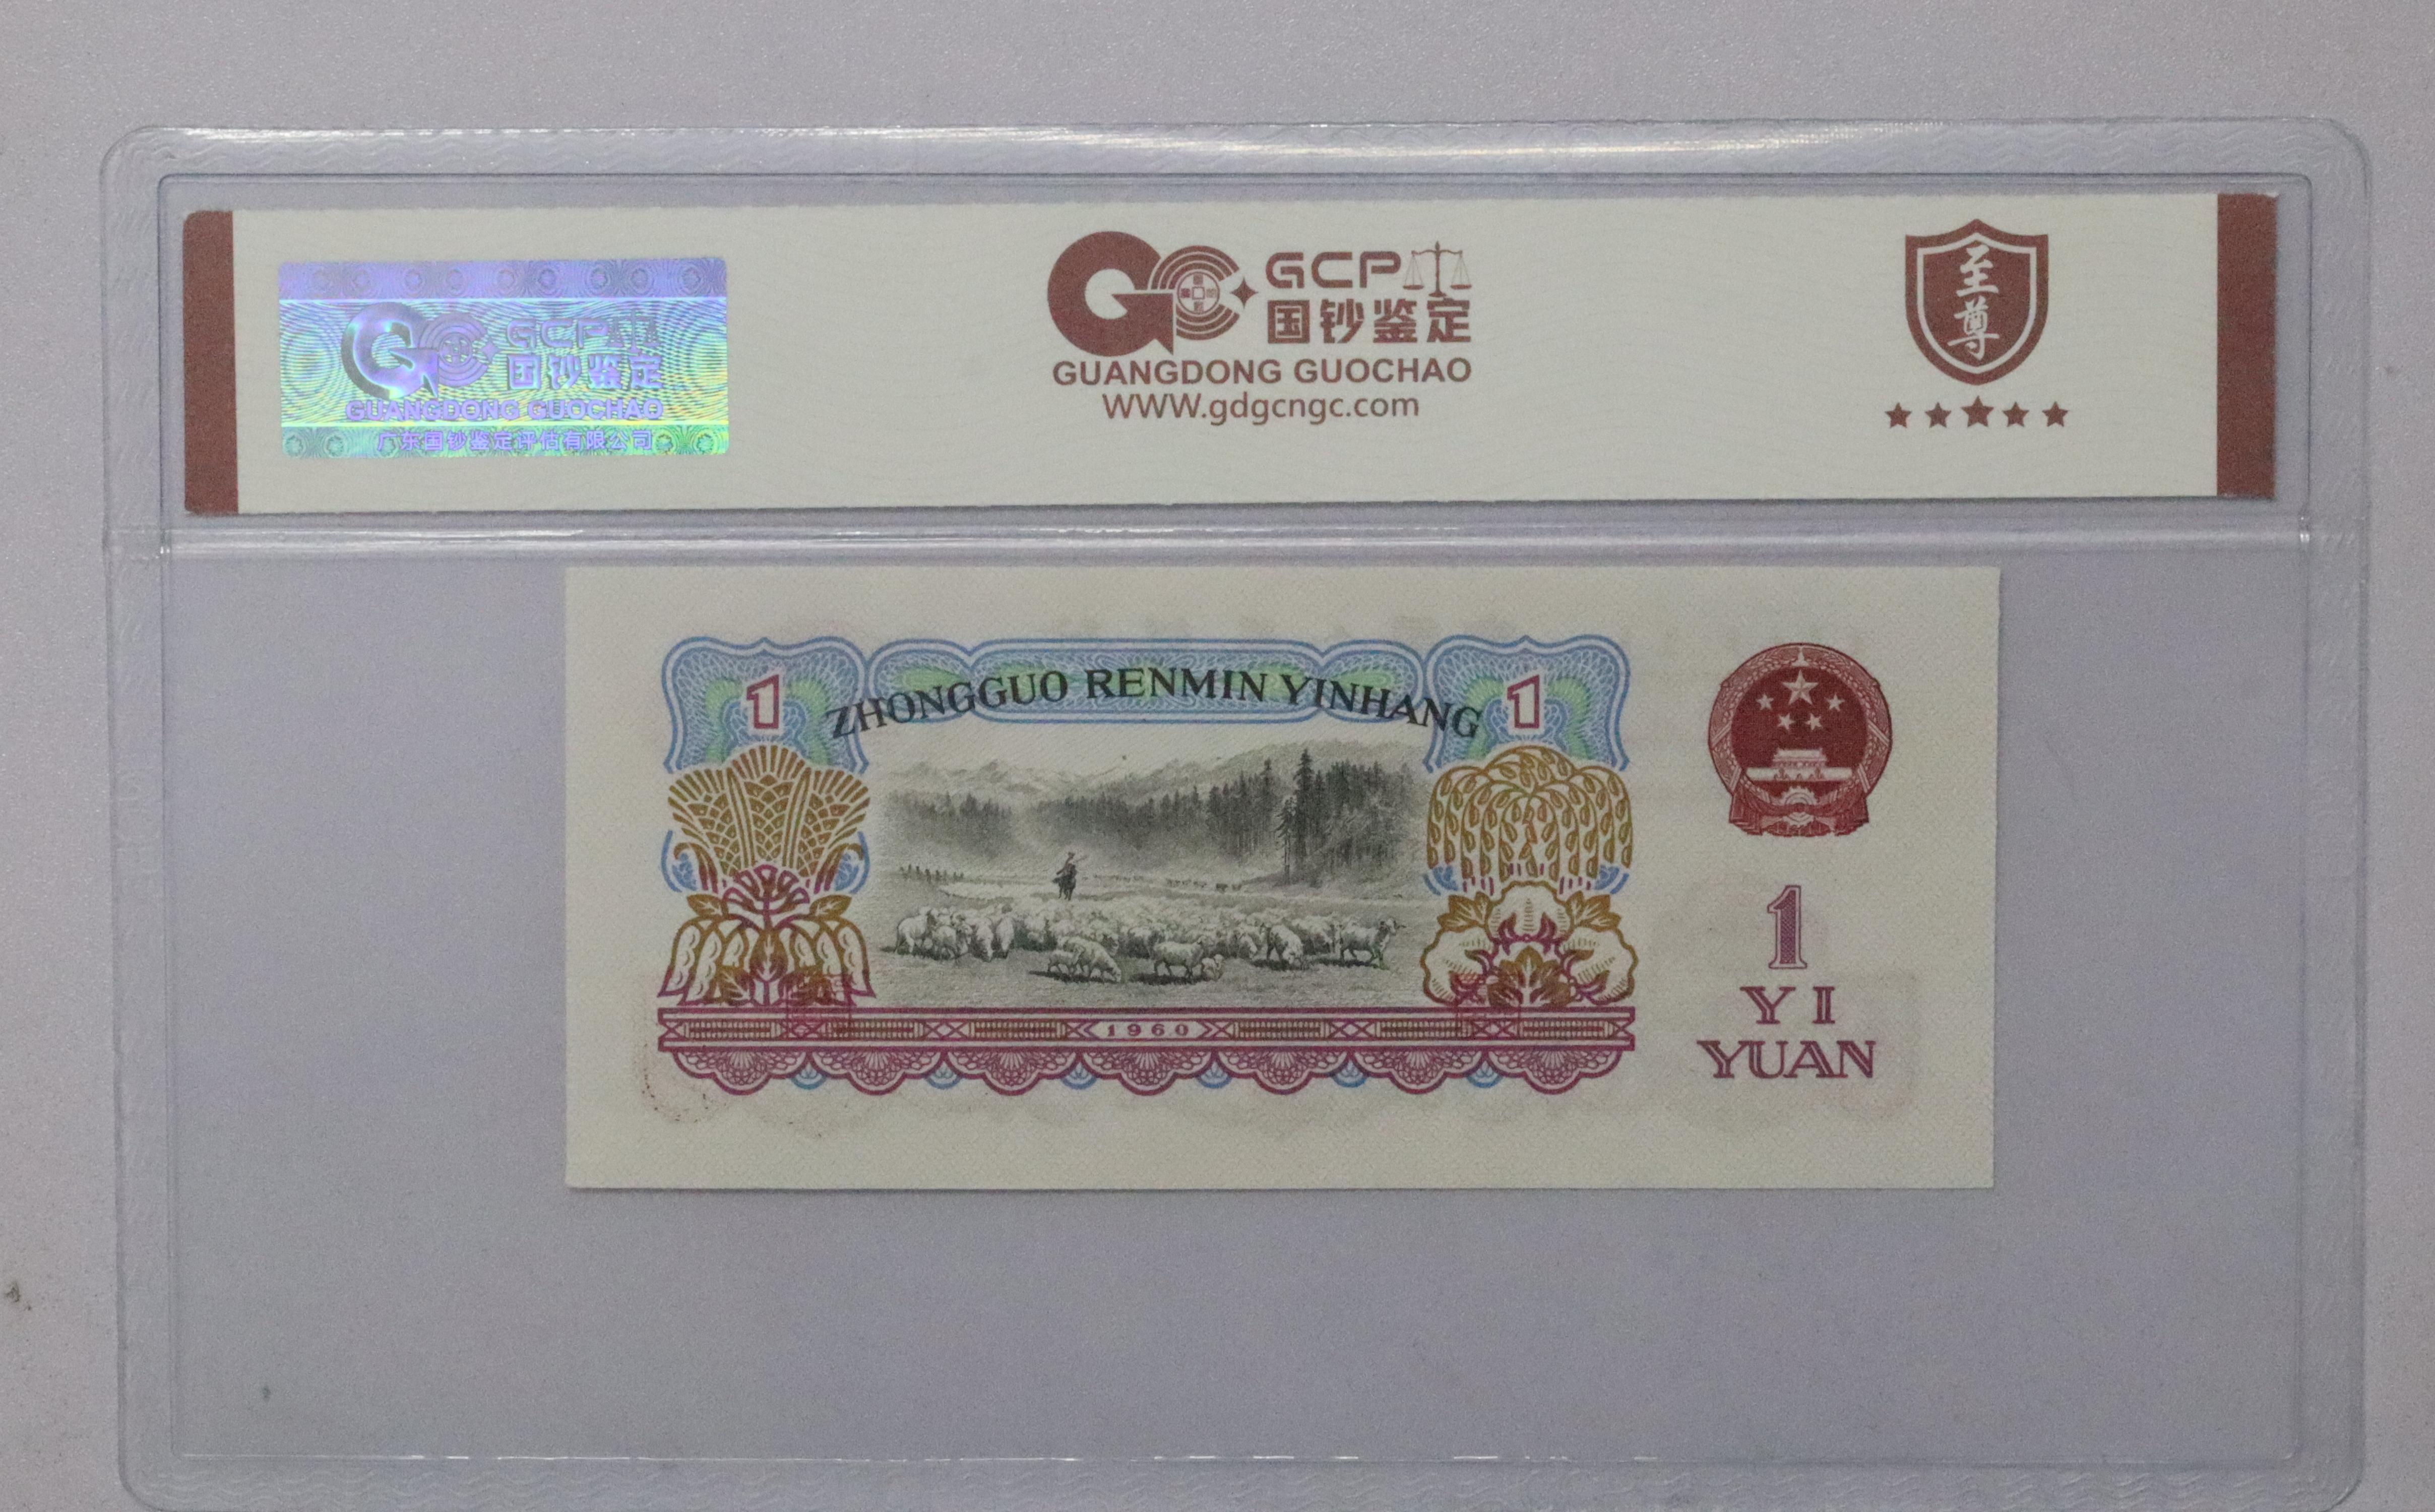 GCP
国钞鉴定
GUANGDONG GUOCHAO
广东国钞鉴定评估有限公司
GCP
国钞鉴定
GUANGDONG GUOCHAO
WWW.gdgcngc.com
至尊
ZHONGGUO RENMIN YINHANG
1
1
1960
1
YI
YUAN